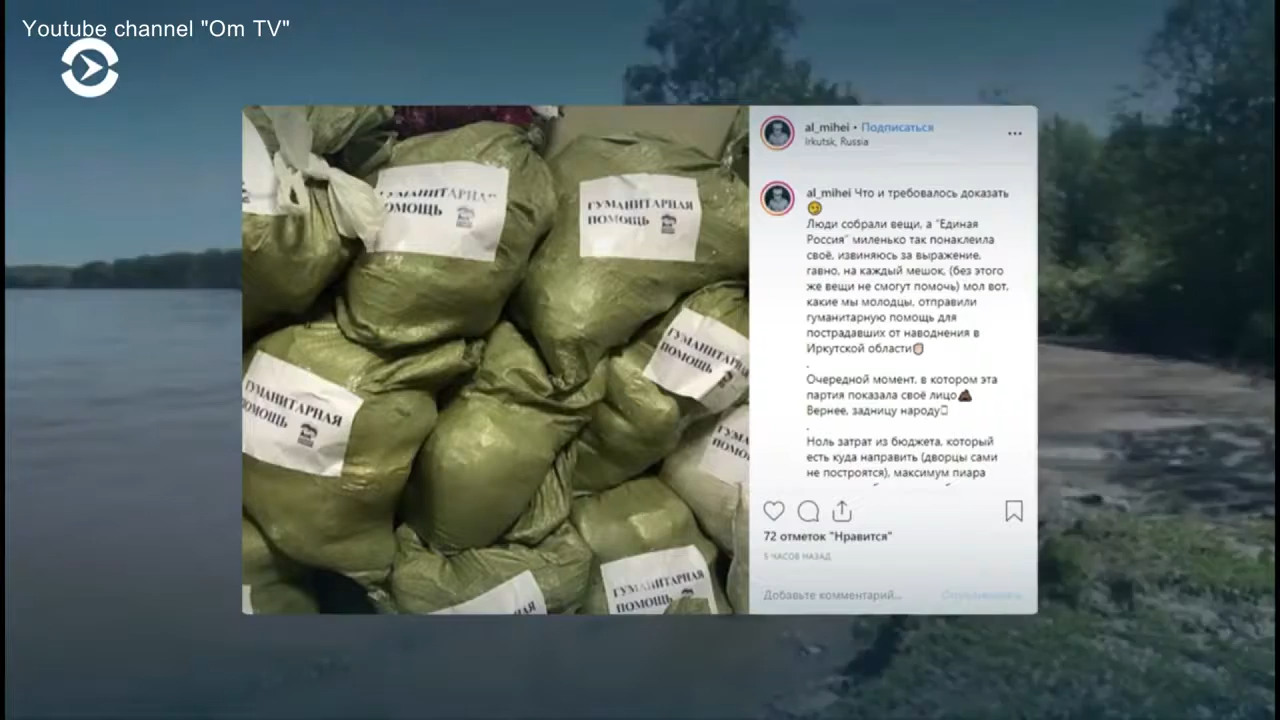 Youtube channel "Om TV"
ГУМАНИТАРНАЯ
ПОМОЩЬ
ГУМАНИТАРНАЯ
ПОМОЩЬ
ГУМАНИТАРНАЯ
ПОМОЩЬ
ГУМАНИТАРНАЯ
ПОМОЩЬ
ГУМАНИТАРНАЯ
ПОМОЩЬ
al_mihei • Подписаться
Irkutsk, Russia
al_mihei Что и требовалось доказать
Люди собрали вещи, а "Единая
Россия" миленько так понаклеила
своё, извиняюсь за выражение,
гавно, на каждый мешок, (без этого
же вещи не смогут помочь) мол вот,
какие мы молодцы, отправили
гуманитарную помощь для
пострадавших от наводнения в
Иркутской области
.
Очередной момент, в котором эта
партия показала своё лицо
Вернее, задницу народу
.
Ноль затрат из бюджета, который
есть куда направить (дворцы сами
не построятся), максимум пиара
72 отметок "Нравится"
5 ЧАСОВ НАЗАД
Добавьте комментарий...
Опубликовать